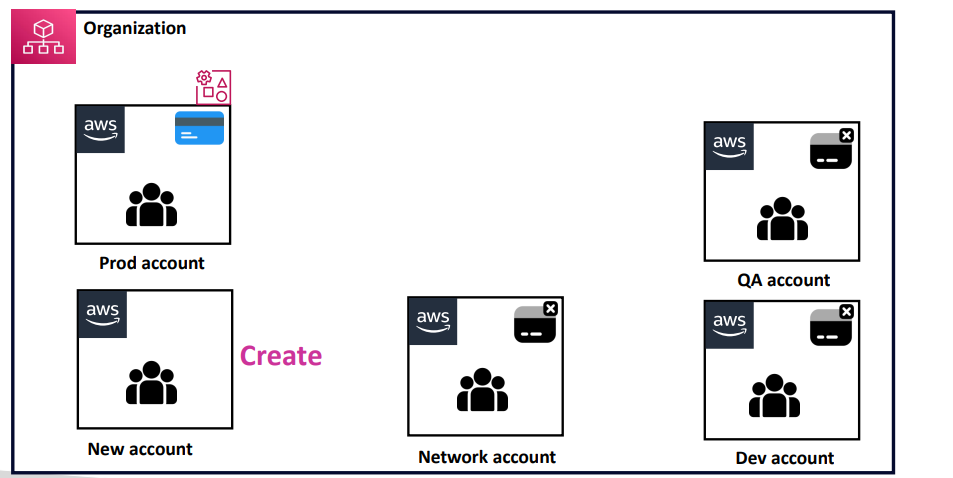 Organization
aws
Prod account
aws
QA account
aws
Create
New account
aws
Network account
aws
Dev account